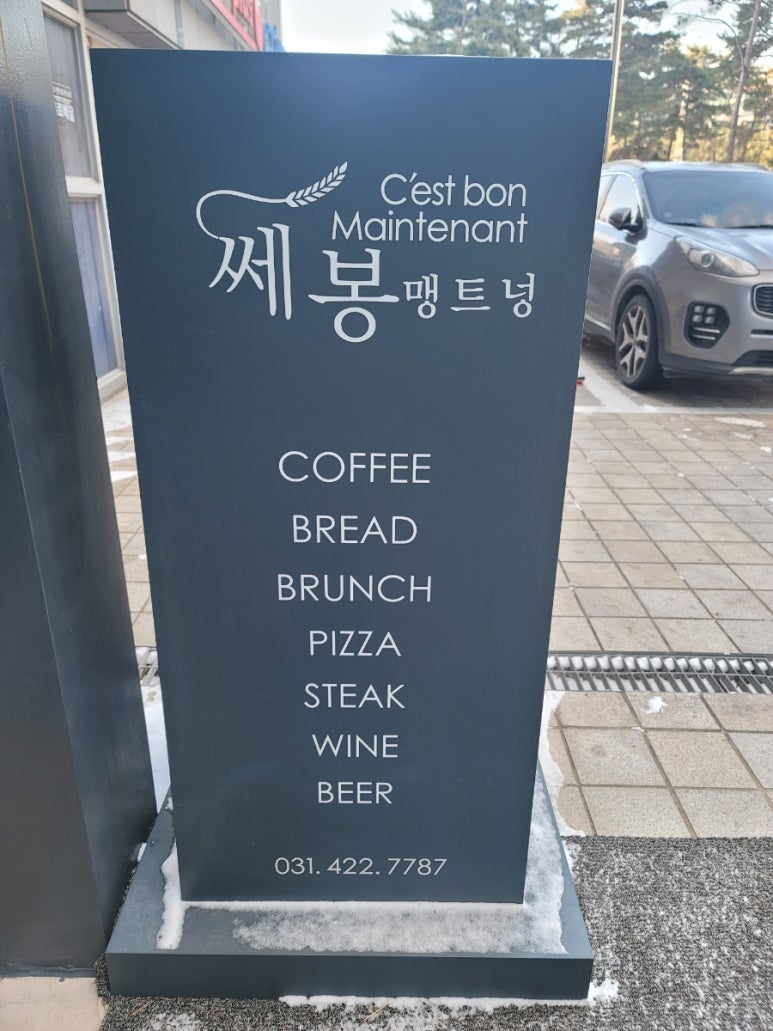 C'est bon
Maintenant
쎄봉맹트넝
COFFEE
BREAD
BRUNCH
PIZZA
STEAK
WINE
BEER
031. 422. 7787